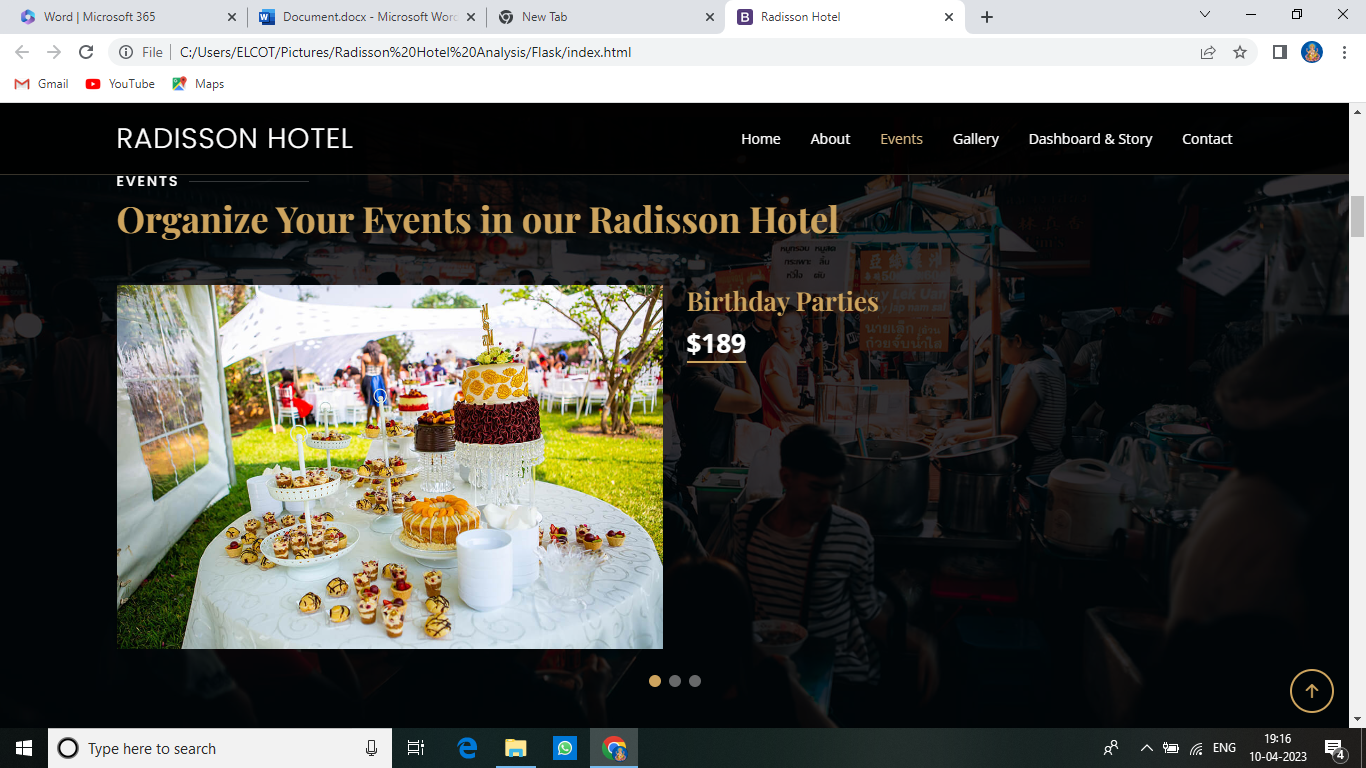 Word | Microsoft 365
Document.docx - Microsoft Word
New Tab
Radisson Hotel
File
C:/Users/ELCOT/Pictures/Radisson%20Hotel%20Analysis/Flask/index.html
Gmail
YouTube
Maps
RADISSON HOTEL
Home
About
Events
Gallery
Dashboard & Story
Contact
EVENTS
Organize Your Events in our Radisson Hotel
Birthday Parties
$189
Type here to search
ENG
19:16
10-04-2023
4